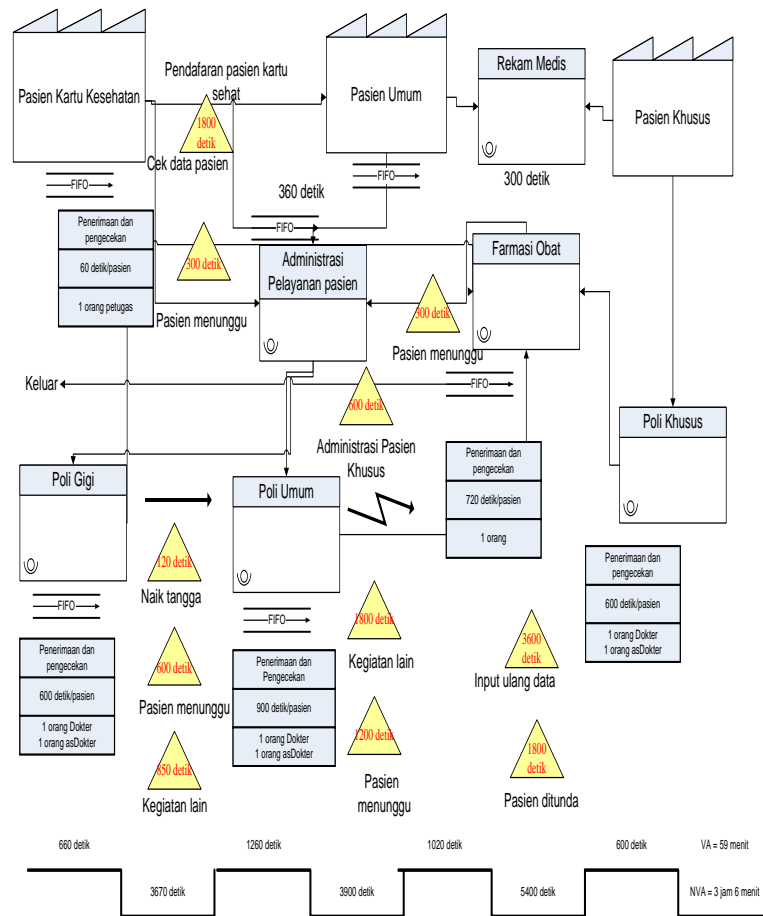 Pasien Kartu Kesehatan
Pendafaran pasien kartu
sehat
1800
detik
Cek data pasien
Pasien Umum
Rekam Medis
300 detik
Pasien Khusus
FIFO
FIFO
360 detik
FIFO
Penerimaan dan
pengecekan
60 detik/pasien
1 orang petugas
300 detik
Pasien menunggu
Administrasi
Pelayanan pasien
300 detik
Pasien menunggu
Farmasi Obat
Keluar
FIFO
600 detik
Administrasi Pasien
Khusus
Poli Khusus
Poli Gigi
Poli Umum
Penerimaan dan
pengecekan
720 detik/pasien
1 orang
120 detik
Naik tangga
FIFO
FIFO
1800 detik
Kegiatan lain
3600
detik
Input ulang data
Penerimaan dan
pengecekan
600 detik/pasien
1 orang Dokter
1 orang asDokter
Penerimaan dan
pengecekan
600 detik/pasien
1 orang Dokter
1 orang asDokter
600 detik
Pasien menunggu
Penerimaan dan
Pengecekan
900 detik/pasien
1 orang Dokter
1 orang asDokter
1200 detik
Pasien
menunggu
1800
detik
Pasien ditunda
850 detik
Kegiatan lain
660 detik
1260 detik
1020 detik
600 detik
VA = 59 menit
3670 detik
3900 detik
5400 detik
NVA = 3 jam 6 menit